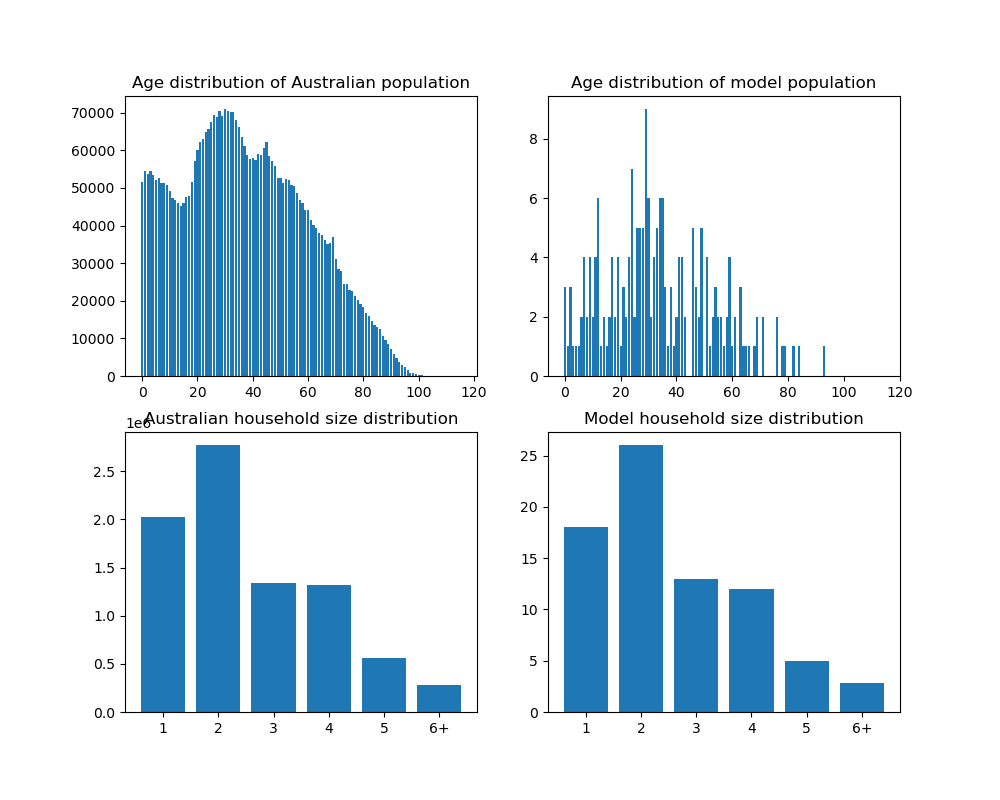 Age distribution of Australian population
70000
60000
50000
40000
30000
20000
10000
0
0 20 40 60 80 100 120
Age distribution of model population
8
6
4
2
0
0 20 40 60 80 100 120
1e6
Australian household size distribution
2.5
2.0
1.5
1.0
0.5
0.0
1 2 3 4 5 6+
Model household size distribution
25
20
15
10
5
0
1 2 3 4 5 6+